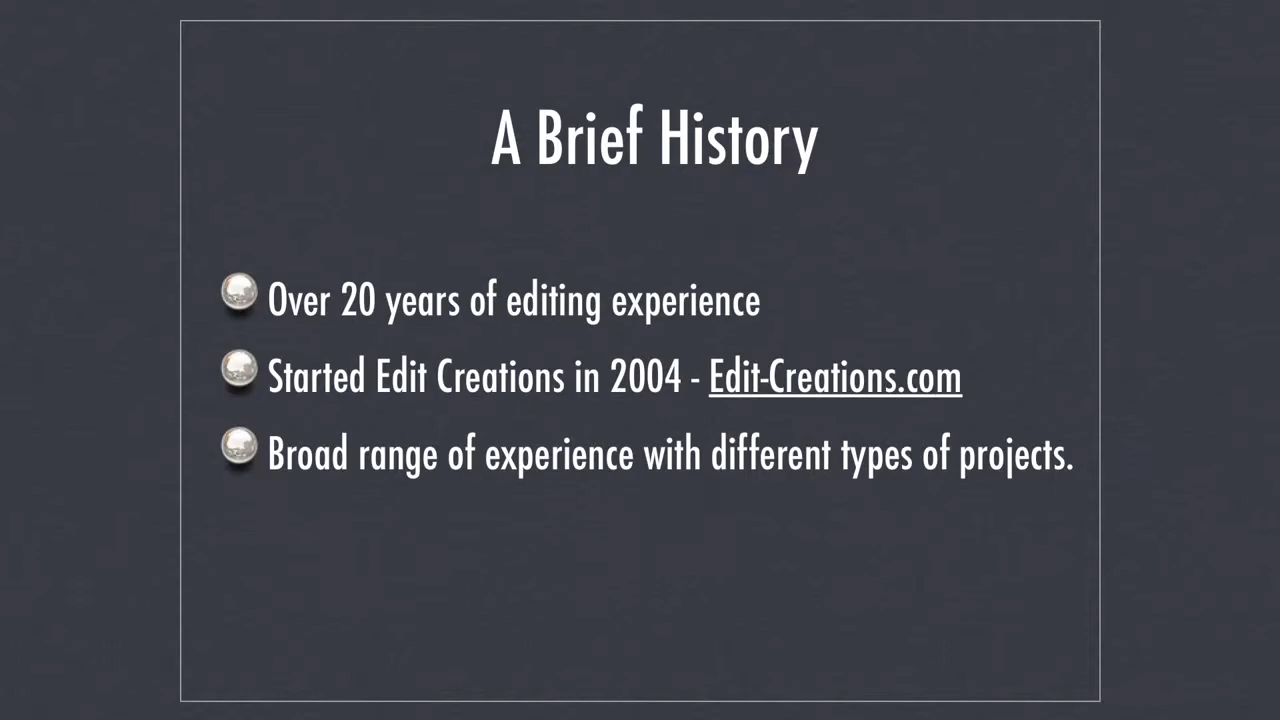 A Brief History
Over 20 years of editing experience
Started Edit Creations in 2004 - Edit-Creations.com
Broad range of experience with different types of projects.